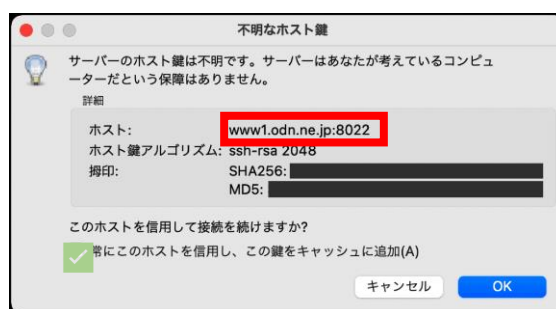 不明なホスト鍵
サーバーのホスト鍵は不明です。サーバーはあなたが考えているコンピュ
ーターだという保障はありません。
詳細
ホスト: www1.odn.ne.jp:8022
ホスト鍵アルゴリズム: ssh-rsa 2048
拇印: SHA256:
MD5:
このホストを信用して接続を続けますか?
常にこのホストを信用し、この鍵をキャッシュに追加(A)
キャンセル OK